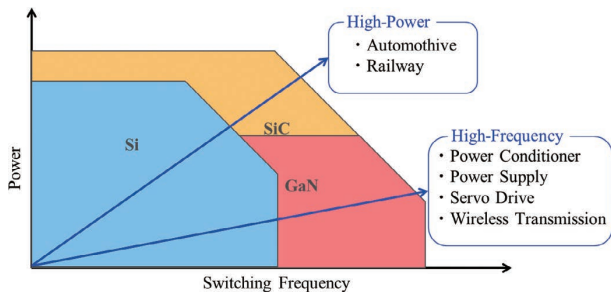 High-Power
・Automothive
・Railway
SiC
Si
High-Frequency
・Power Conditioner
・Power Supply
・Servo Drive
・Wireless Transmission
GaN
Power
Switching Frequency